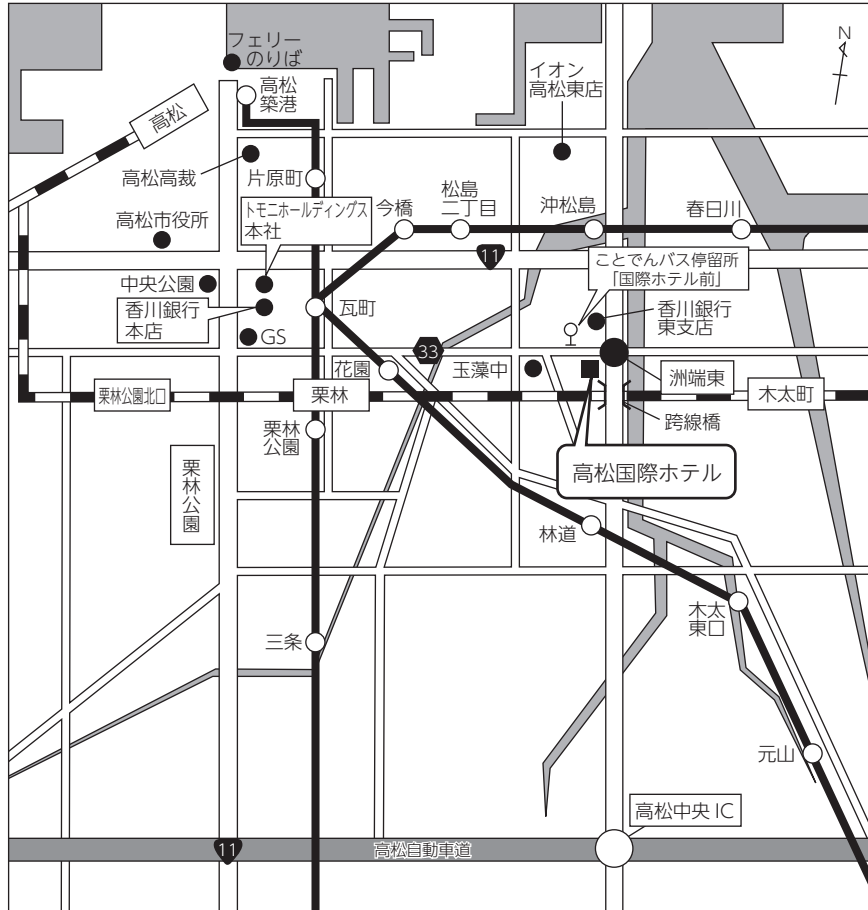 フェリー
のりば
N
高松
築港
イオン
高松東店
高松
高松高裁
片原町
トモニホールディングス
本社
今橋
松島
二丁目
沖松島
春日川
高松市役所
11
ことでんバス停留所
「国際ホテル前」
中央公園
香川銀行
本店
瓦町
香川銀行
東支店
GS
33
花園
玉藻中
洲端東
栗林公園北口
栗林
木太町
跨線橋
栗林
公園
栗林公園
高松国際ホテル
林道
木太
東口
三条
元山
高松中央 IC
11
高松自動車道